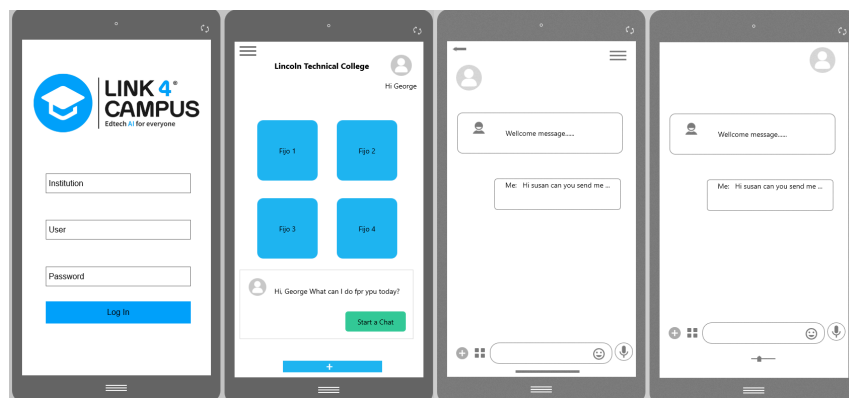 LINK 4
CAMPUS
Edtech AI for everyone
Institution
User
Password
Log In
Lincoln Technical College
Hi George
Fijo 1
Fijo 2
Fijo 3
Fijo 4
Hi, George What can I do fpr ypu today?
Start a Chat
+
Wellcome message.....
Me: Hi susan can you send me ...
Wellcome message.....
Me: Hi susan can you send me ...